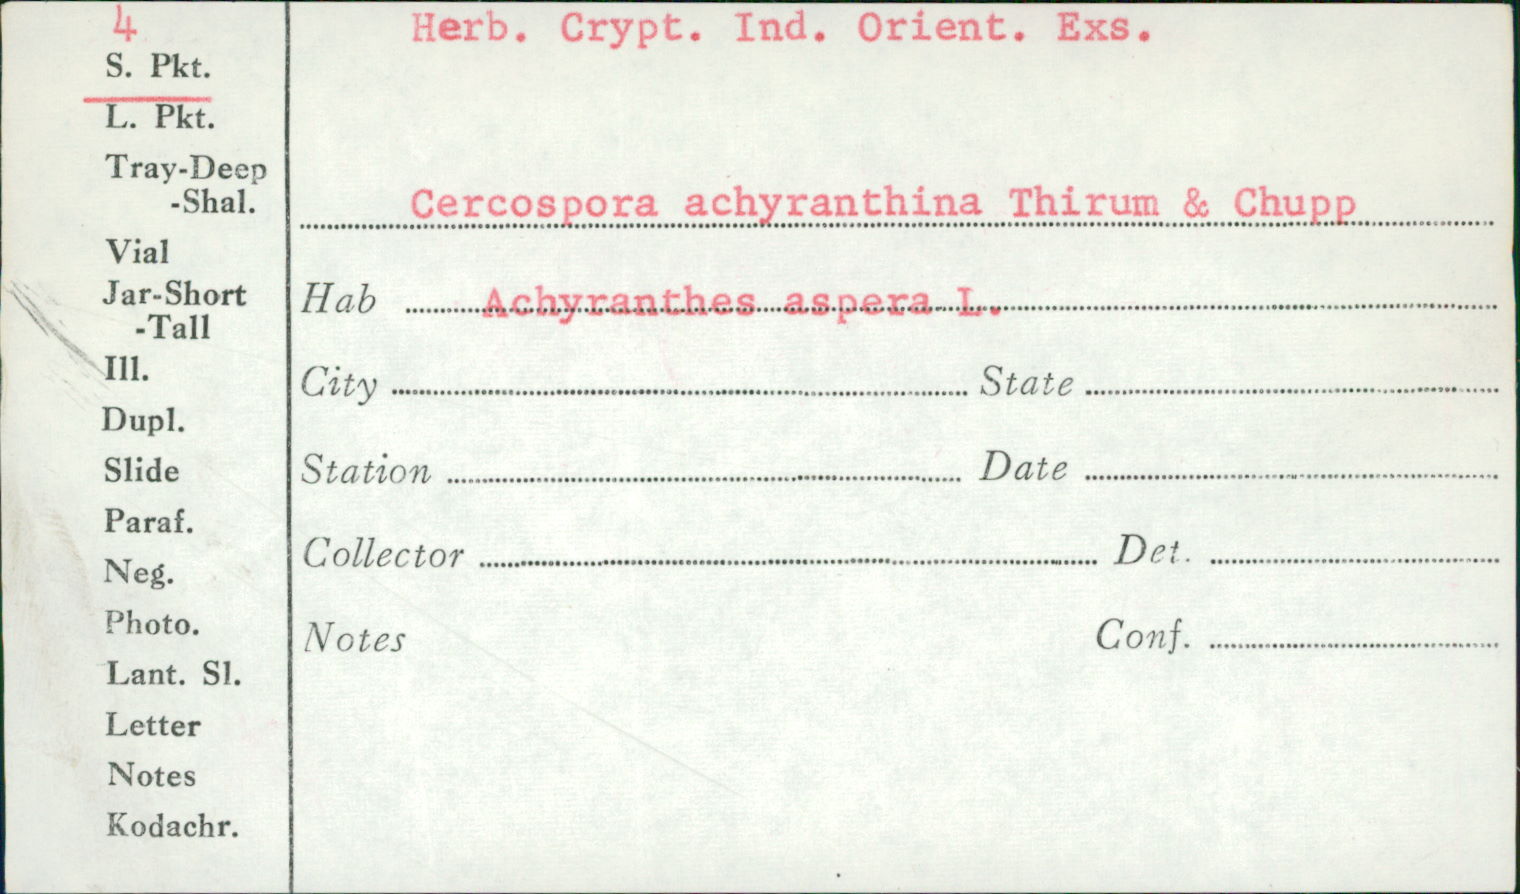 4
S. Pkt.
L. Pkt.
Tray-Deep
-Shal.
Vial
Jar-Short
-Tall
Ill.
Dupl.
Slide
Paraf.
Neg.
Photo.
Lant. Sl.
Letter
Notes
Kodachr.
Herb. Crypt. Ind. Orient. Exs.
Cercospora achyranthina Thirum & Chupp
Hab Achyranthes aspera L.
City State
Station Date
Collector Det.
Notes Conf.